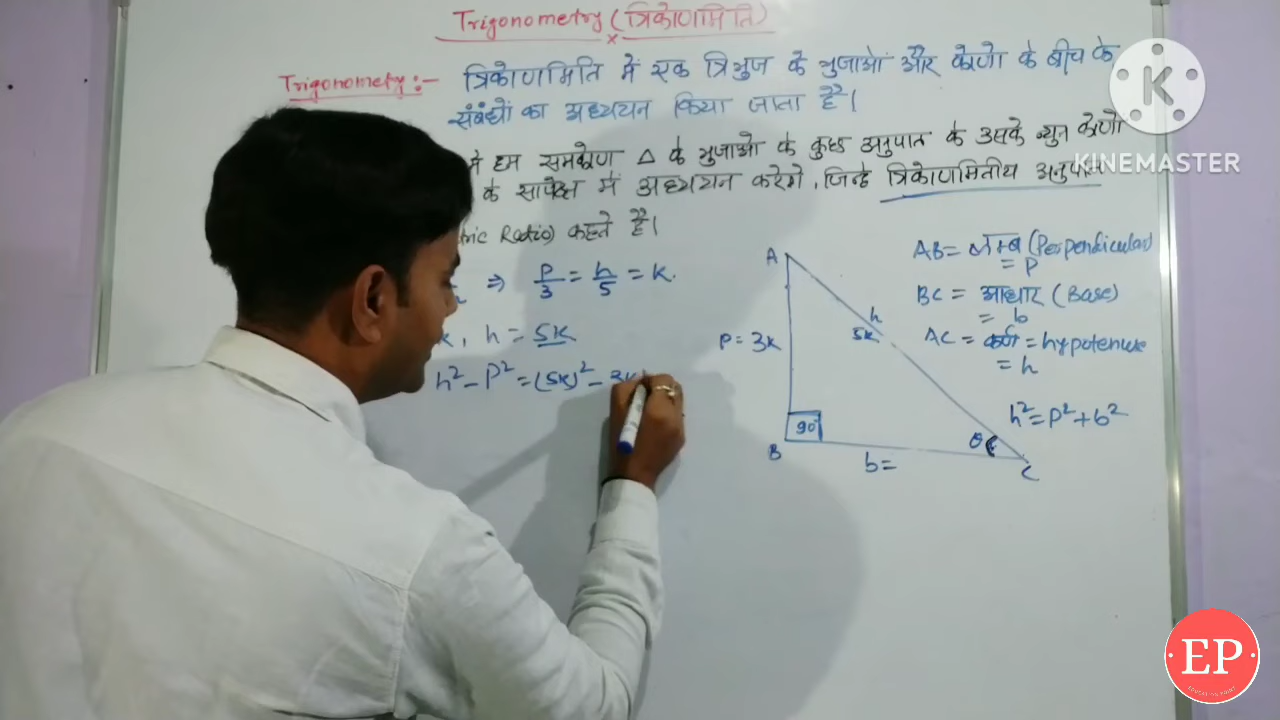 Trigonometry (त्रिकोणमिति)
×
Trigonometry:- त्रिकोणमिति में एक त्रिभुज के भुजाओं और कोणो के बीच के
संबंधों का अध्ययन किया जाता है।
मे हम समकोण △ के भुजाओ के कुछ अनुपात के उसके न्युन कोणो
के सापेक्ष में अध्ययन करेगे, जिन्हे त्रिकोणमितीय अनुपात
Ratio) कहते है।
⇒ P/3 = h/5 = K.
K, h = 5K
h² - P² = (5K)² - 3K
A
P = 3K
h
5K
90°
B
b =
θ
C
AB = लम्ब (Perpendicular)
= P
BC = आधार (Base)
= b
AC = कर्ण = hypotenuse
= h
h² = P² + b²
K
KINEMASTER
EP
EDUCATION POINT